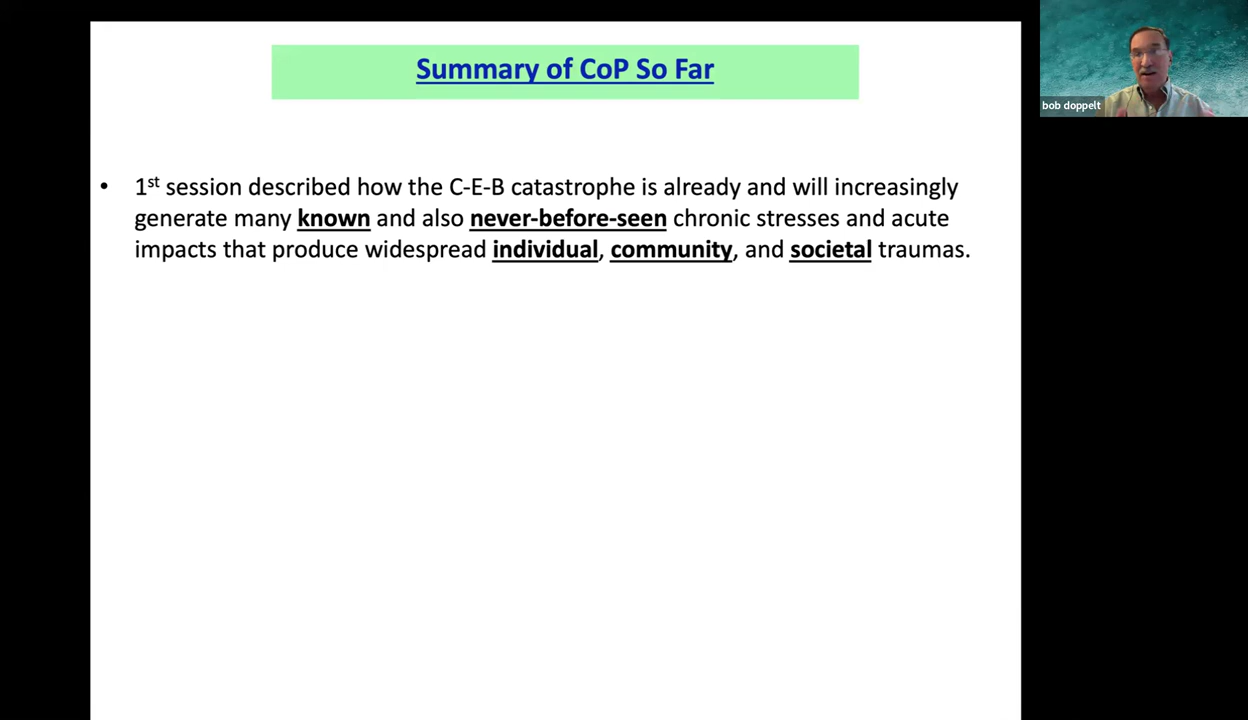 Summary of CoP So Far
bob doppelt
• 1st session described how the C-E-B catastrophe is already and will increasingly
generate many known and also never-before-seen chronic stresses and acute
impacts that produce widespread individual, community, and societal traumas.